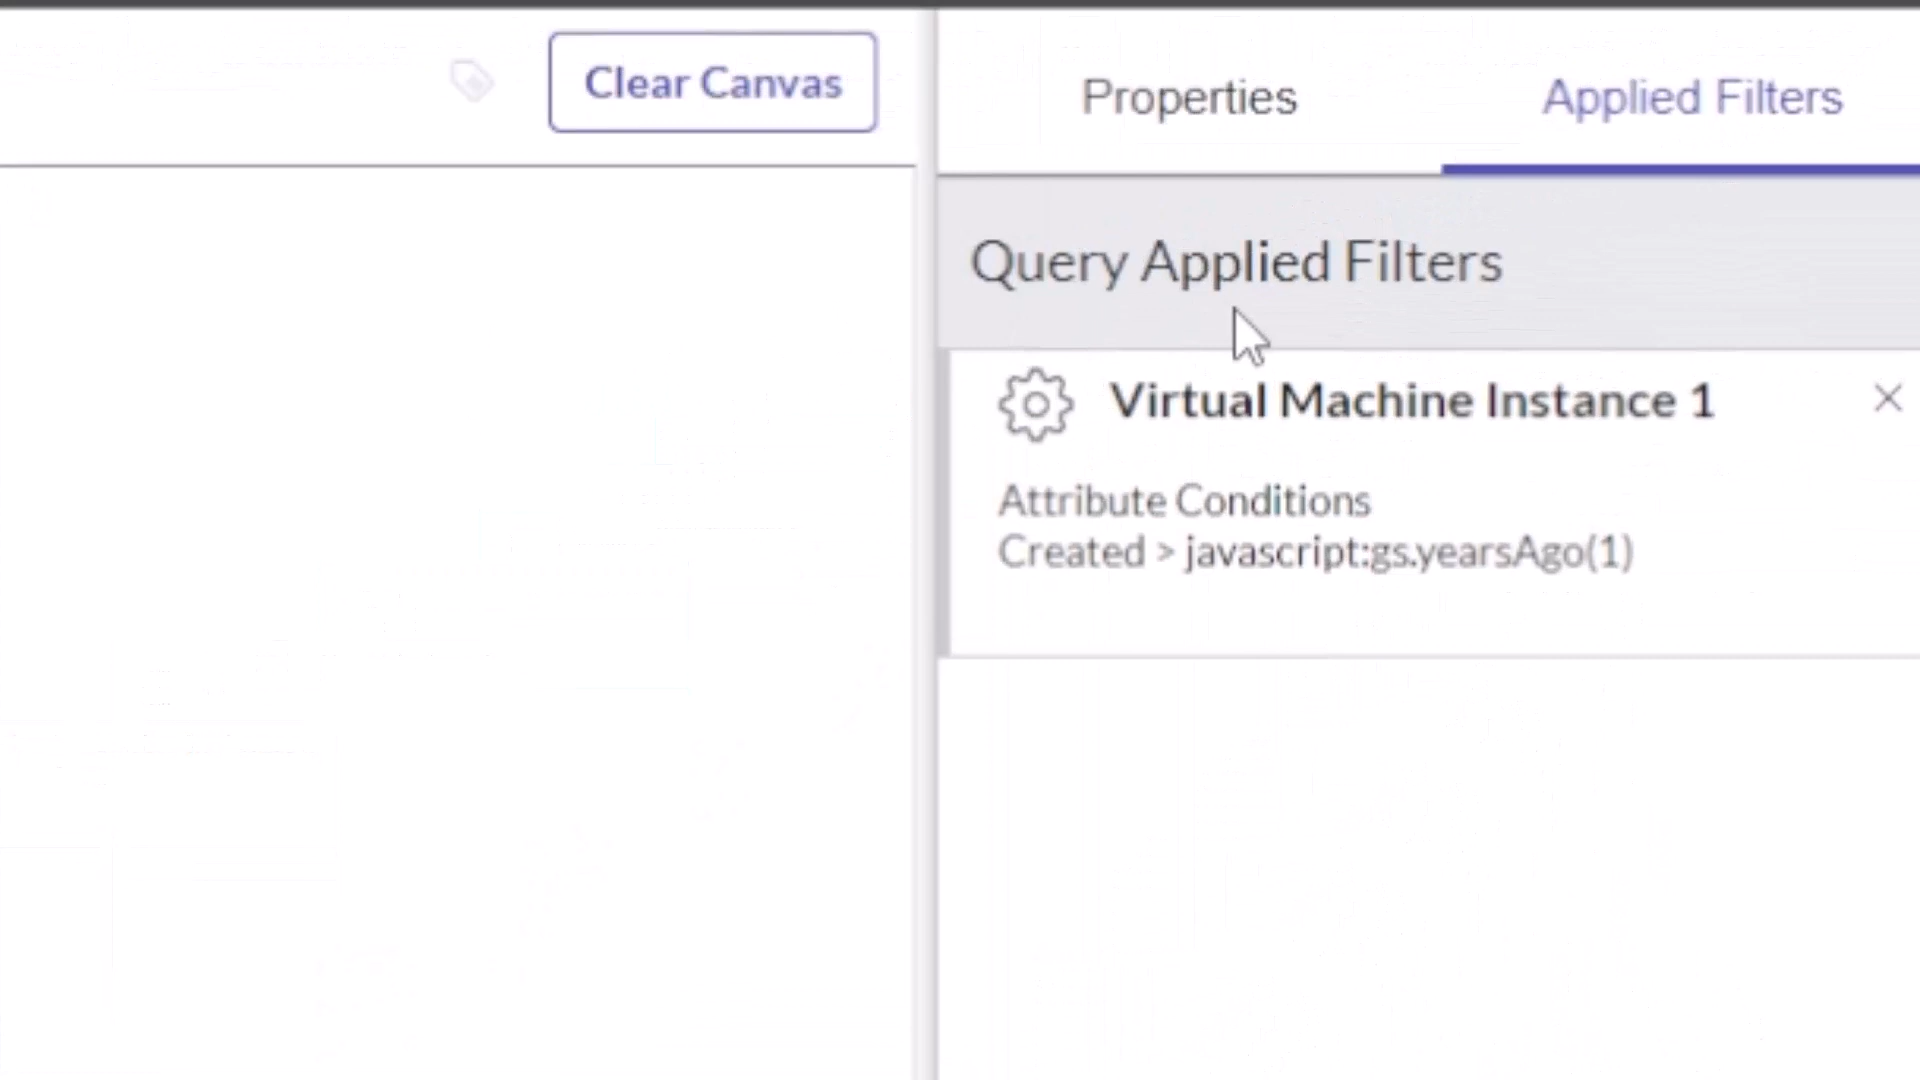 Clear Canvas
Properties
Applied Filters
Query Applied Filters
Virtual Machine Instance 1
Attribute Conditions
Created > javascript:gs.yearsAgo(1)